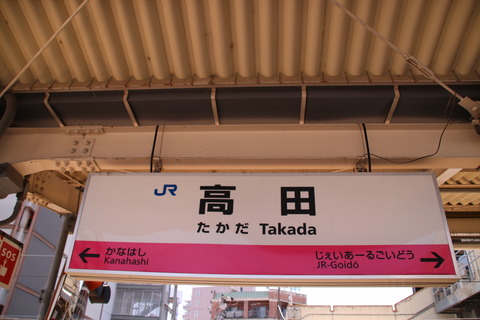 JR 高田
たかだ Takada
かなはし じぇいあーるごいどう
Kanahashi JR-Goidō
SOS